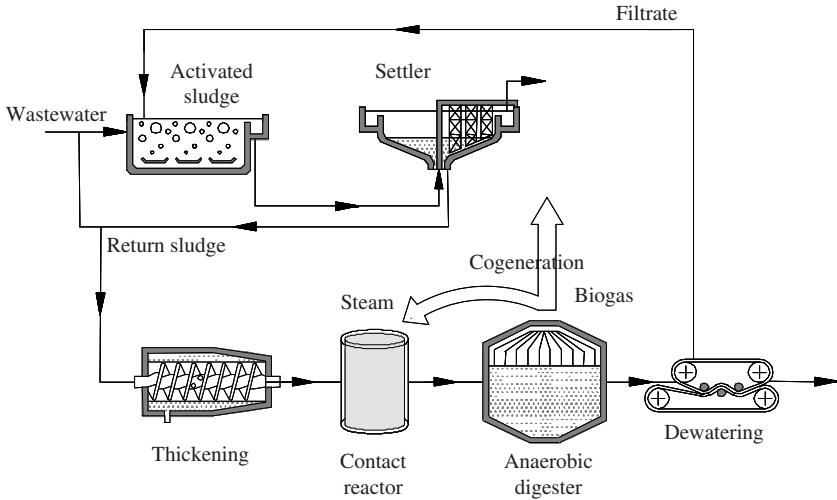 Filtrate
Activated
sludge
Settler
Wastewater
Return sludge
Cogeneration
Steam
Biogas
Thickening
Contact
reactor
Anaerobic
digester
Dewatering